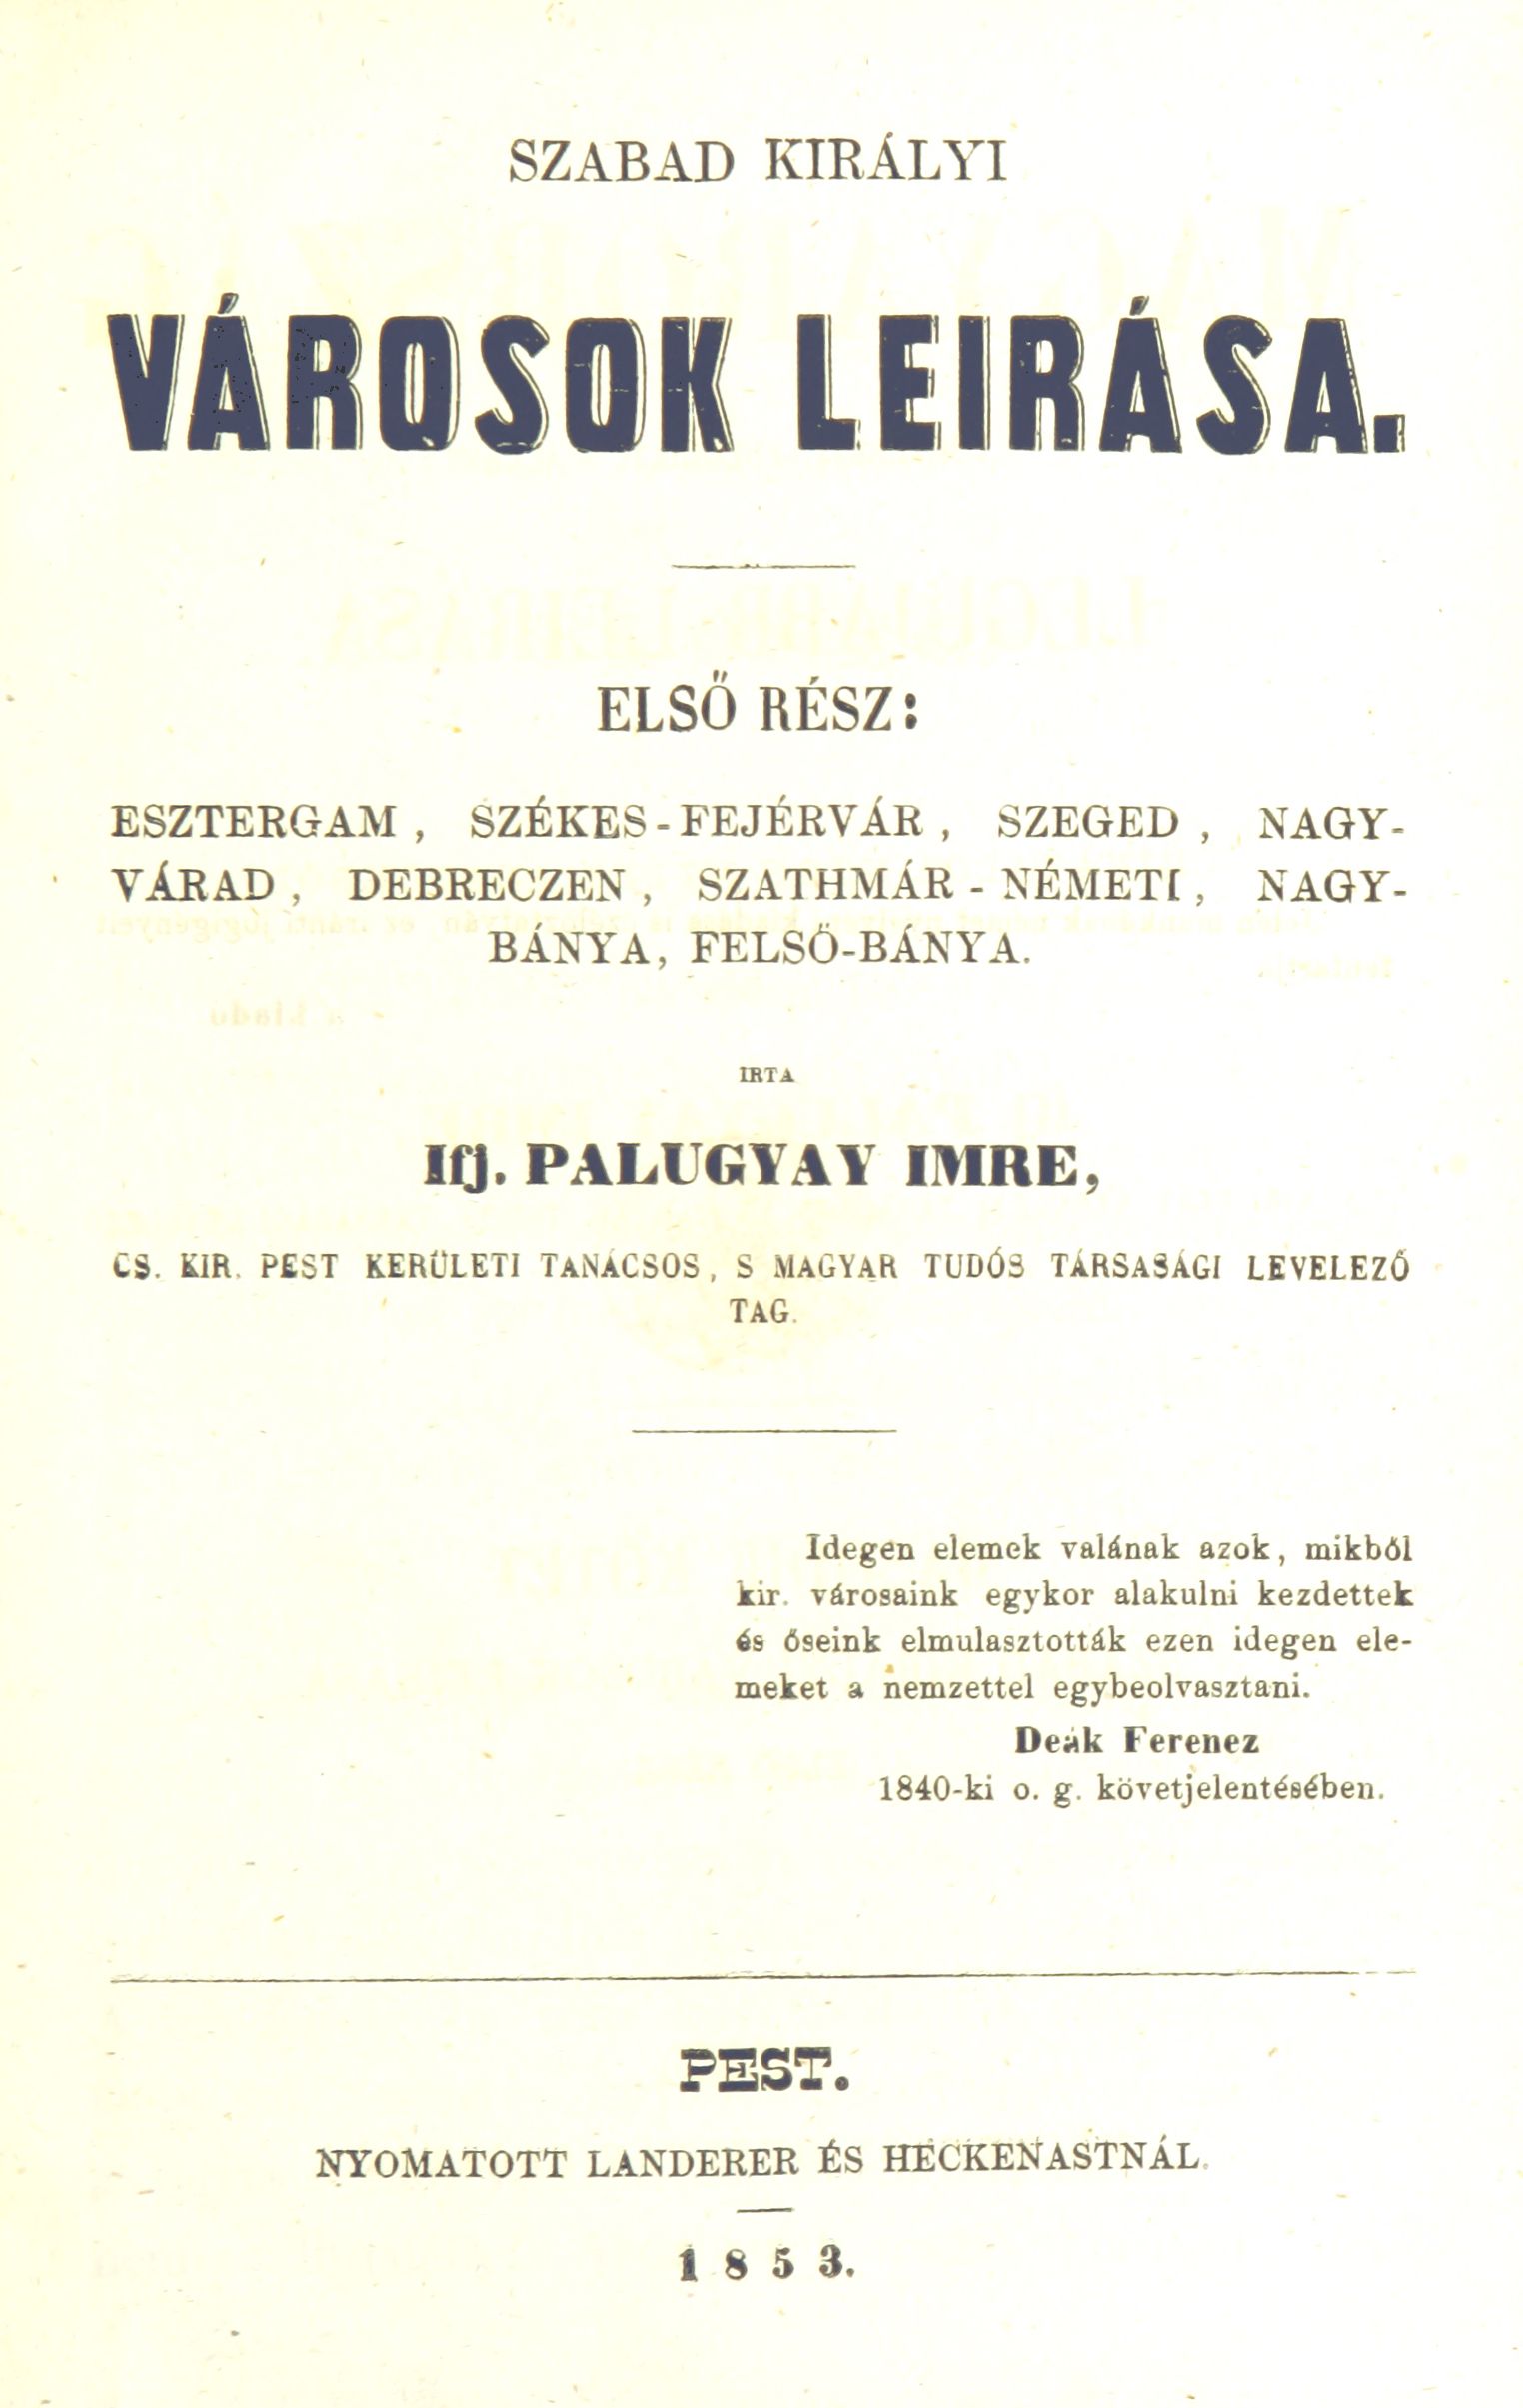 SZABAD KIRÁLYI
VÁROSOK LEIRÁSA.
ELSŐ RÉSZ:
ESZTERGAM, SZÉKES-FEJÉRVÁR, SZEGED, NAGY-
VÁRAD, DEBRECZEN, SZATHMÁR-NÉMETI, NAGY-
BÁNYA, FELSŐ-BÁNYA.
IRTA
Ifj. PALUGYAY IMRE,
CS. KIR. PEST KERÜLETI TANÁCSOS, S MAGYAR TUDÓS TÁRSASÁGI LEVELEZŐ
TAG.
Idegen elemek valának azok, mikből
kir. városaink egykor alakulni kezdettek
és őseink elmulasztották ezen idegen ele-
meket a nemzettel egybeolvasztani.
Deák Ferencz
1840-ki o. g. követjelentésében.
PEST.
NYOMATOTT LANDERER ÉS HECKENASTNÁL.
1853.